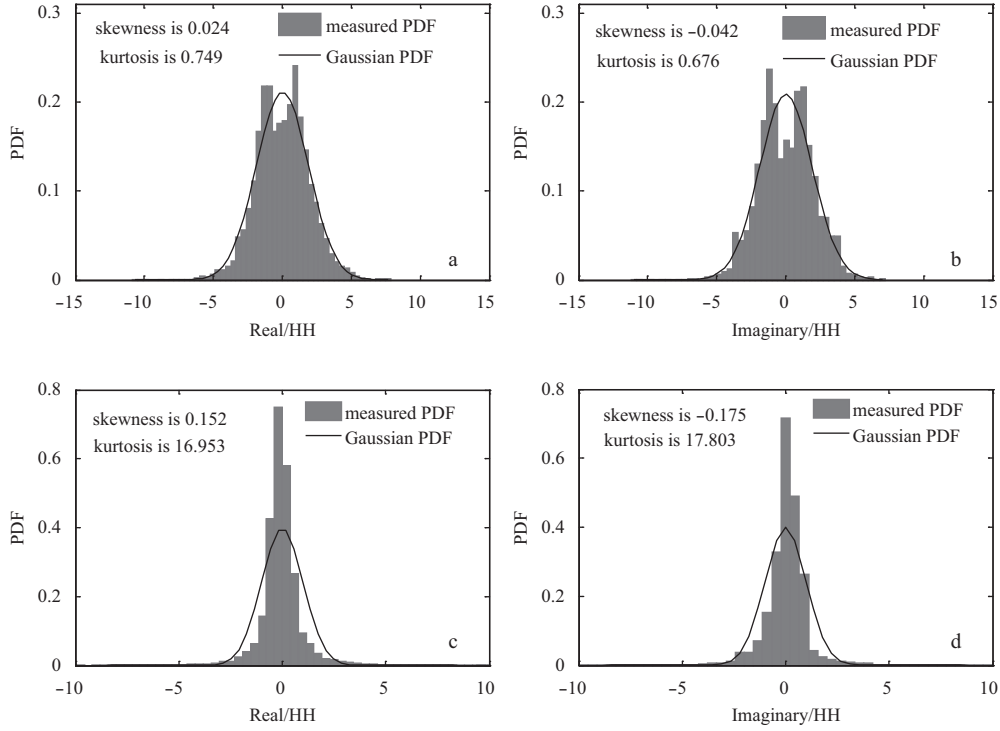 0.3
0.2
0.1
0
PDF
skewness is 0.024
kurtosis is 0.749
measured PDF
Gaussian PDF
a
−15
−10
−5
0
5
10
15
Real/HH
0.3
0.2
0.1
0
PDF
skewness is −0.042
kurtosis is 0.676
measured PDF
Gaussian PDF
b
−15
−10
−5
0
5
10
15
Imaginary/HH
0.8
0.6
0.4
0.2
0
PDF
skewness is 0.152
kurtosis is 16.953
measured PDF
Gaussian PDF
c
−10
−5
0
5
10
Real/HH
0.8
0.6
0.4
0.2
0
PDF
skewness is −0.175
kurtosis is 17.803
measured PDF
Gaussian PDF
d
−10
−5
0
5
10
Imaginary/HH